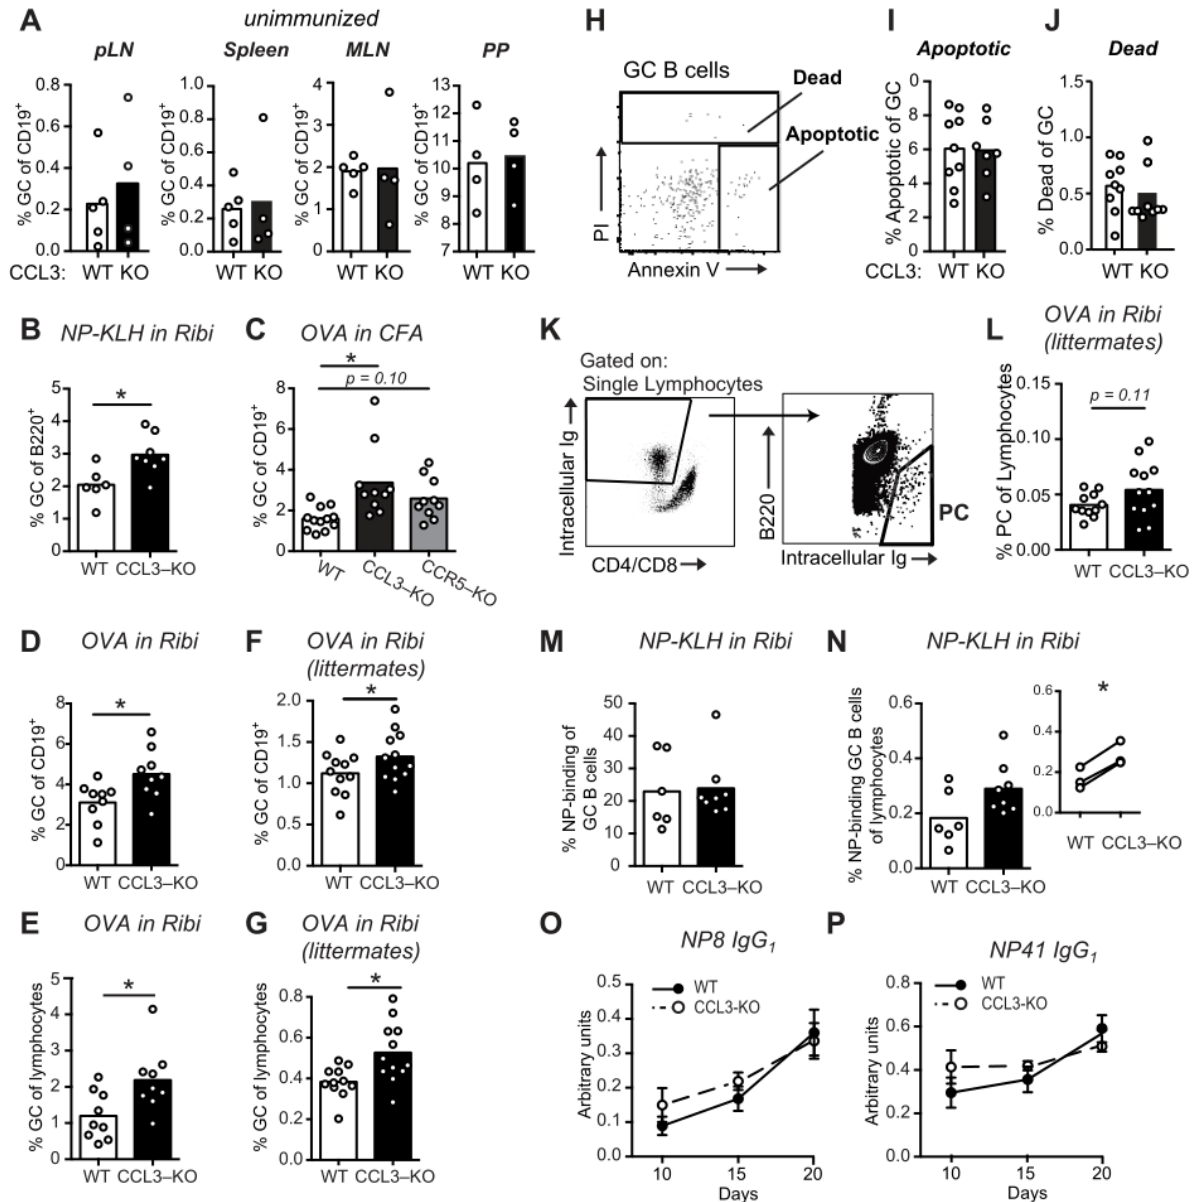 A
unimmunized
pLN
Spleen
MLN
PP
% GC of CD19+
0.8
0.6
0.4
0.2
0.0
% GC of CD19+
0.5
0.4
0.3
0.2
0.1
0.0
% GC of CD19+
4
3
2
1
0
% GC of CD19+
13
12
11
10
9
8
7
CCL3: WT KO WT KO WT KO WT KO
H
GC B cells
Dead
Apoptotic
PI
Annexin V
I
Apoptotic
% Apoptotic of GC
0
8
6
4
2
0
CCL3: WT KO
J
Dead
% Dead of GC
1.5
1.0
0.5
0.0
WT KO
B
NP-KLH in Ribi
*
% GC of B220+
5
4
3
2
1
0
WT CCL3–KO
C
OVA in CFA
*
p = 0.10
% GC of CD19+
8
6
4
2
0
WT
CCL3–KO
CCR5–KO
K
Gated on:
Single Lymphocytes
Intracellular Ig
CD4/CD8
B220
Intracellular Ig
PC
L
OVA in Ribi
(littermates)
p = 0.11
% PC of Lymphocytes
0.15
0.10
0.05
0.00
WT CCL3–KO
D
OVA in Ribi
*
% GC of CD19+
8
6
4
2
0
WT CCL3–KO
F
OVA in Ribi
(littermates)
*
% GC of CD19+
2.0
1.5
1.0
0.5
0.0
WT CCL3–KO
M
NP-KLH in Ribi
% NP-binding of
GC B cells
50
40
30
20
10
0
WT CCL3–KO
N
NP-KLH in Ribi
% NP-binding GC B cells
of lymphocytes
0.6
0.4
0.2
0.0
WT CCL3–KO
*
0.6
0.4
0.2
0.0
WT CCL3–KO
E
OVA in Ribi
*
% GC of lymphocytes
5
4
3
2
1
0
WT CCL3–KO
G
OVA in Ribi
(littermates)
*
% GC of lymphocytes
0.8
0.6
0.4
0.2
0.0
WT CCL3–KO
O
NP8 IgG1
WT
CCL3-KO
Arbitrary units
0.5
0.4
0.3
0.2
0.1
0.0
10 15 20
Days
P
NP41 IgG1
WT
CCL3-KO
Arbitrary units
0.8
0.6
0.4
0.2
0.0
10 15 20
Days